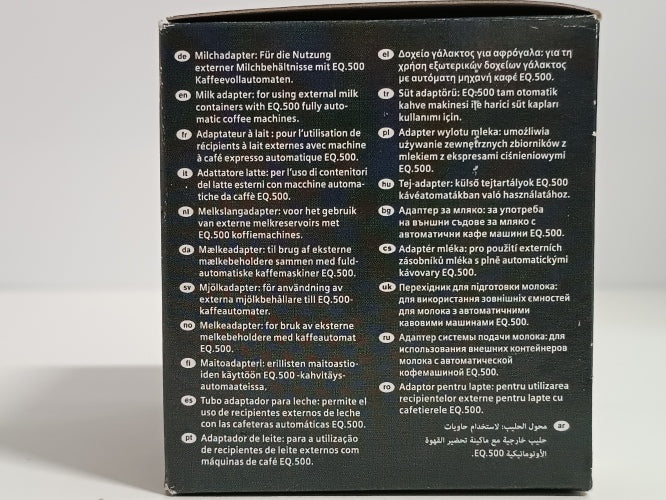 de Milchadapter: Für die Nutzung
externer Milchbehältnisse mit EQ.500
Kaffeevollautomaten.
en Milk adapter: for using external milk
containers with EQ.500 fully auto-
matic coffee machines.
fr Adaptateur à lait : pour l'utilisation de
récipients à lait externes avec machine
à café expresso automatique EQ.500.
it Adattatore latte: per l'uso di contenitori
del latte esterni con macchine automa-
tiche da caffè EQ.500.
nl Melkslangadapter: voor het gebruik
van externe melkreservoirs met
EQ.500 koffiemachines.
da Mælkeadapter: til brug af eksterne
mælkebeholdere sammen med fuld-
automatiske kaffemaskiner EQ.500.
sv Mjölkadapter: för användning av
externa mjölkbehållare till EQ.500-
kaffeautomater.
no Melkeadapter: for bruk av eksterne
melkebeholdere med kaffeautomat
EQ.500.
fi Maitoadapteri: erillisten maitoastio-
iden käyttöön EQ.500 -kahvitäys-
automaateissa.
es Tubo adaptador para leche: permite el
uso de recipientes externos de leche
con las cafeteras automáticas EQ.500.
pt Adaptador de leite: para a utilização
de recipientes de leite externos com
máquinas de café EQ.500.
el Δοχείο γάλακτος για αφρόγαλα: για τη
χρήση εξωτερικών δοχείων γάλακτος
με αυτόματη μηχανή καφέ EQ.500.
tr Süt adaptörü: EQ.500 tam otomatik
kahve makinesi ile harici süt kapları
kullanımı için.
pl Adapter wylotu mleka: umożliwia
używanie zewnętrznych zbiorników z
mlekiem z ekspresami ciśnieniowymi
EQ.500.
hu Tej-adapter: külső tejtartályok EQ.500
kávéautomatákban való használatához.
bg Адаптер за мляко: за употреба
на външни съдове за мляко с
автоматични кафе машини EQ.500.
cs Adaptér mléka: pro použití externích
zásobníků mléka s plně automatickými
kávovary EQ.500.
uk Перехідник для підготовки молока:
для використання зовнішніх ємностей
для молока з автоматичними
кавовими машинами EQ.500.
ru Адаптер системы подачи молока: для
использования внешних контейнеров
молока с автоматической
кофемашиной EQ.500.
ro Adaptor pentru lapte: pentru utilizarea
recipientelor externe de lapte cu
cafetierele EQ.500.
ar محول الحليب: لاستخدام حاويات
حليب خارجية مع ماكينة تحضير القهوة
الأوتوماتيكية EQ.500.